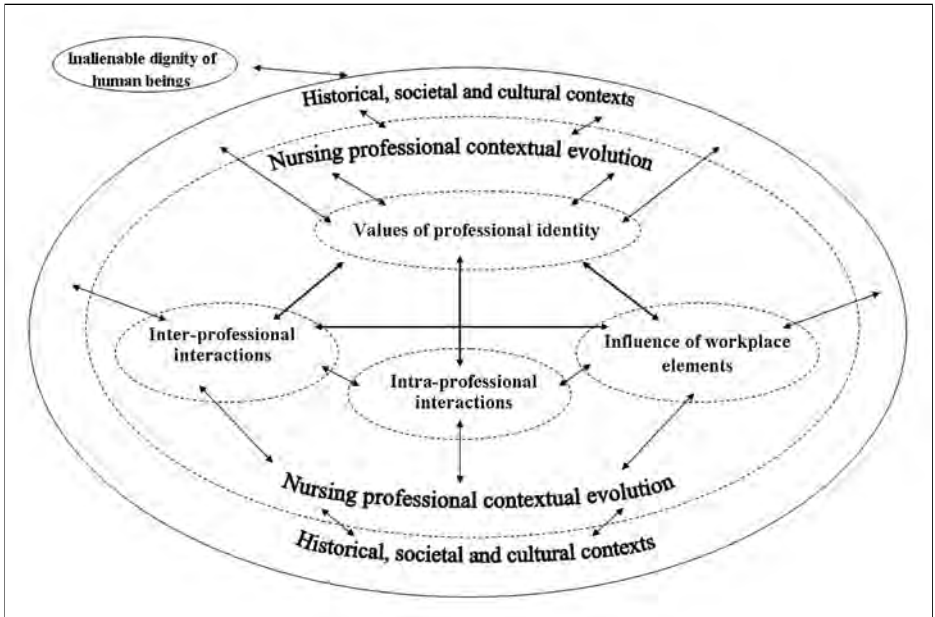 Inalienable dignity of
human beings
Historical, societal and cultural contexts
Nursing professional contextual evolution
Values of professional identity
Inter-professional
interactions
Influence of workplace
elements
Intra-professional
interactions
Nursing professional contextual evolution
Historical, societal and cultural contexts